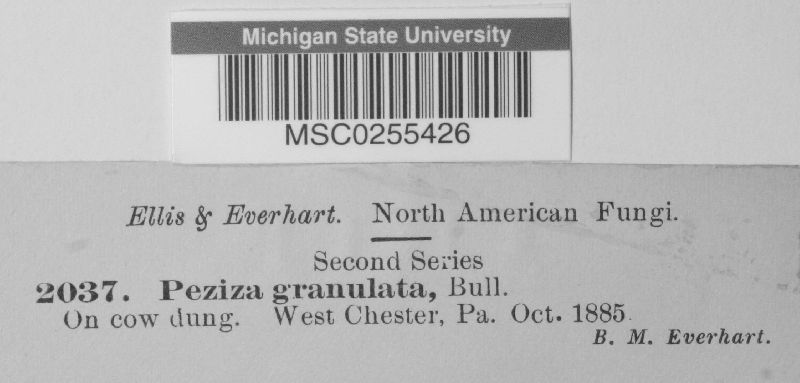 Michigan State University
MSC0255426
Ellis & Everhart. North American Fungi.
Second Series
2037. Peziza granulata, Bull.
On cow dung. West Chester, Pa. Oct. 1885.
B. M. Everhart.